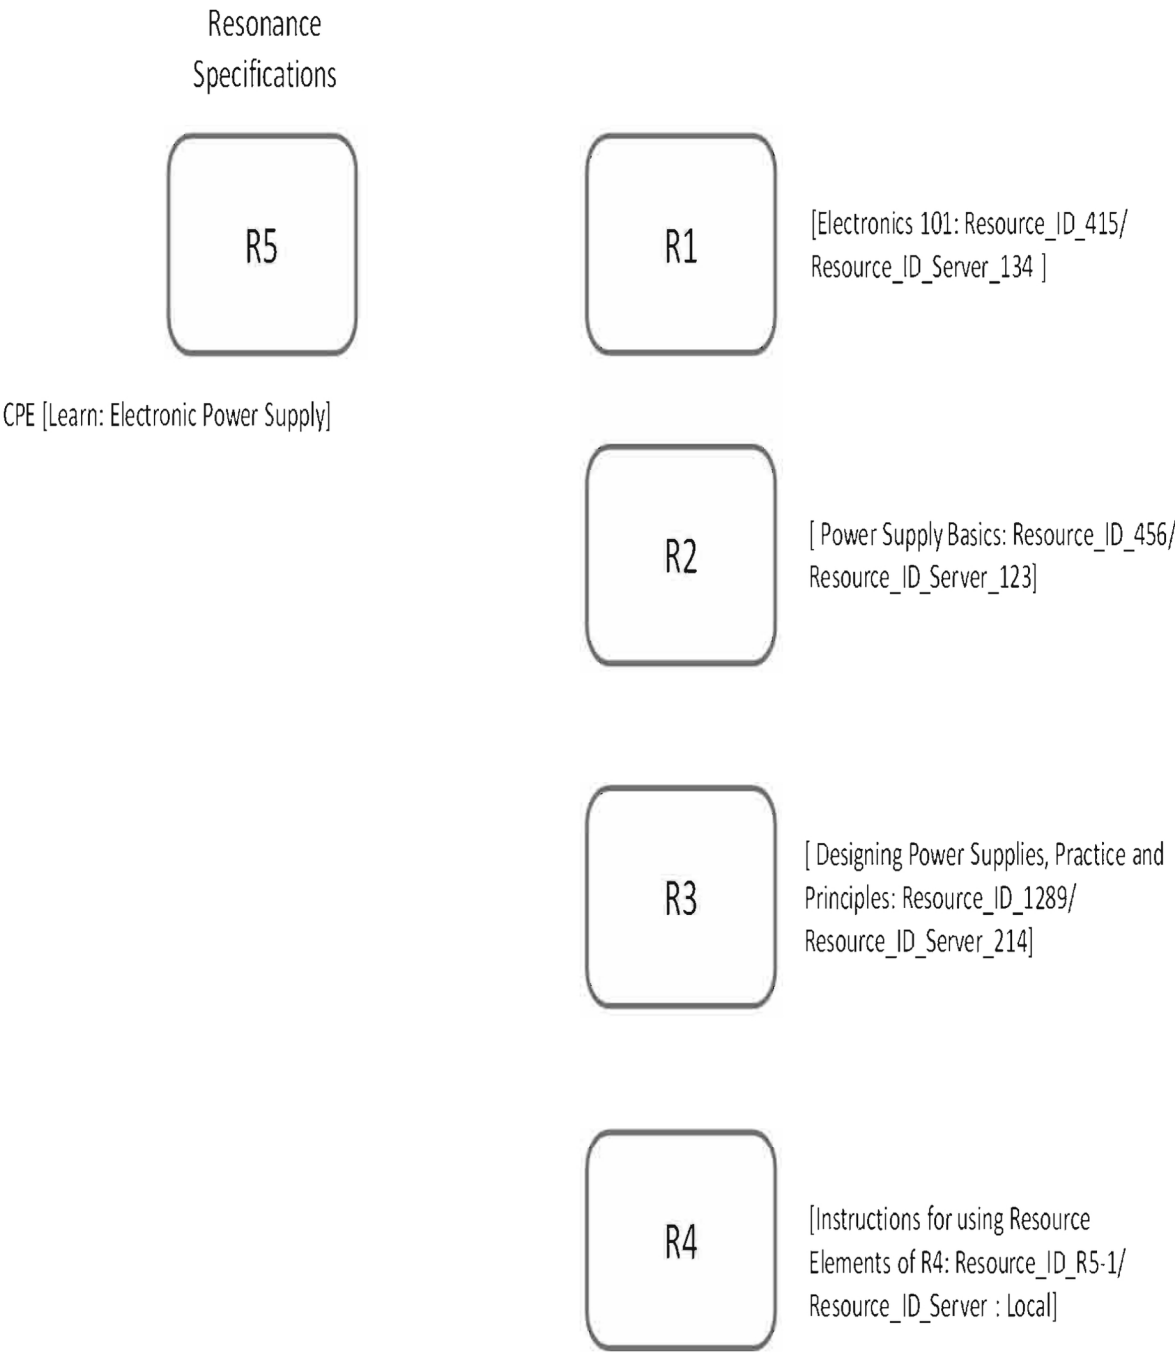 Resonance
Specifications
R5
CPE [Learn: Electronic Power Supply]
R1
[Electronics 101: Resource_ID_415/
Resource_ID_Server_134 ]
R2
[ Power Supply Basics: Resource_ID_456/
Resource_ID_Server_123]
R3
[ Designing Power Supplies, Practice and
Principles: Resource_ID_1289/
Resource_ID_Server_214]
R4
[Instructions for using Resource
Elements of R4: Resource_ID_R5-1/
Resource_ID_Server : Local]